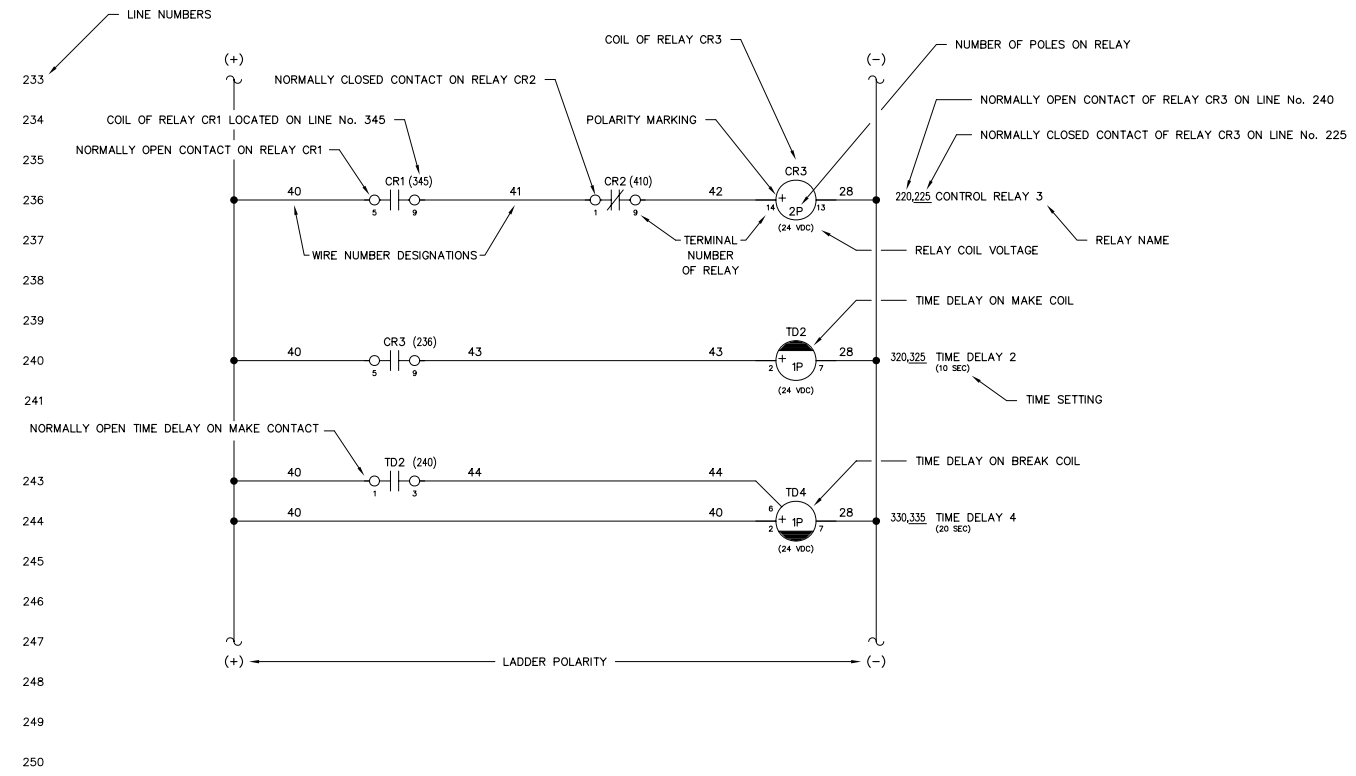 LINE NUMBERS
COIL OF RELAY CR3
NUMBER OF POLES ON RELAY
(+)
(-)
233
NORMALLY CLOSED CONTACT ON RELAY CR2
NORMALLY OPEN CONTACT OF RELAY CR3 ON LINE No. 240
234
COIL OF RELAY CR1 LOCATED ON LINE No. 345
POLARITY MARKING
NORMALLY CLOSED CONTACT OF RELAY CR3 ON LINE No. 225
NORMALLY OPEN CONTACT ON RELAY CR1
235
CR3
CR1 (345)
CR2 (410)
40
41
42
28
236
+
2P
220,225 CONTROL RELAY 3
5
9
1
9
14
13
(24 VDC)
237
TERMINAL
NUMBER
OF RELAY
RELAY NAME
WIRE NUMBER DESIGNATIONS
RELAY COIL VOLTAGE
238
TIME DELAY ON MAKE COIL
239
TD2
CR3 (236)
40
43
43
28
240
+
1P
320,325 TIME DELAY 2
(10 SEC)
5
9
2
7
(24 VDC)
241
TIME SETTING
NORMALLY OPEN TIME DELAY ON MAKE CONTACT
TD2 (240)
TIME DELAY ON BREAK COIL
40
44
44
243
1
3
TD4
6
40
40
28
244
+
1P
330,335 TIME DELAY 4
(20 SEC)
2
7
(24 VDC)
245
246
247
(+)
LADDER POLARITY
(-)
248
249
250